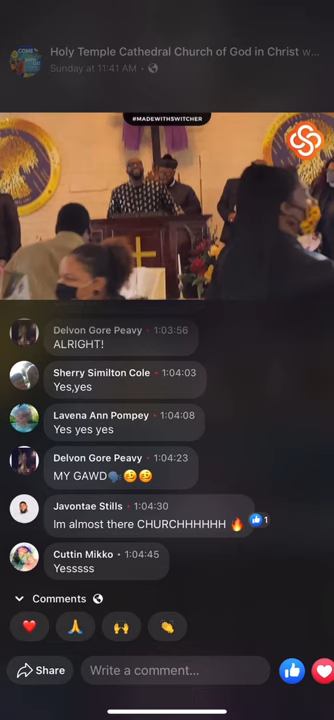 Holy Temple Cathedral Church of God in Christ w...
Sunday at 11:41 AM ·
#MADEWITHSWITCHER
Delvon Gore Peavy • 1:03:56
ALRIGHT!
Sherry Similton Cole • 1:04:03
Yes,yes
Lavena Ann Pompey • 1:04:08
Yes yes yes
Delvon Gore Peavy • 1:04:23
MY GAWD🗣️🥴🥴
Javontae Stills • 1:04:30
Im almost there CHURCHHHHHH 🔥
1
Cuttin Mikko • 1:04:45
Yesssss
Comments
Share
Write a comment...